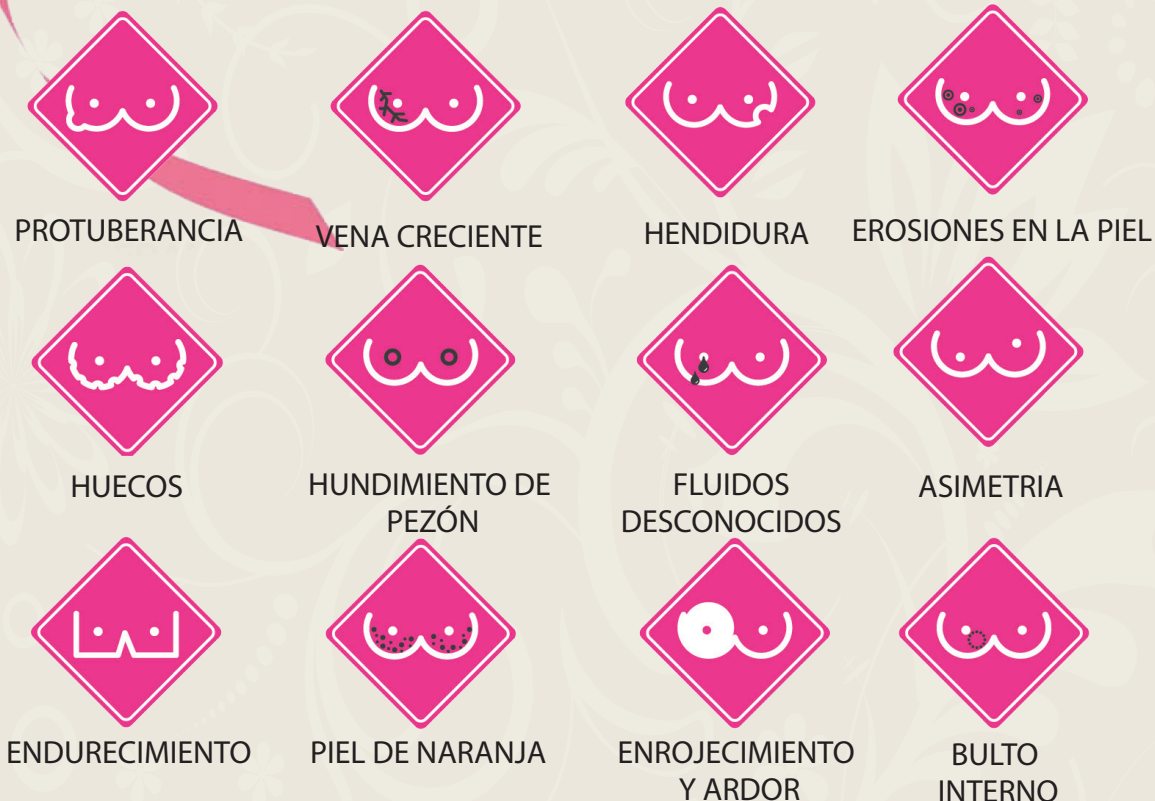 PROTUBERANCIA
VENA CRECIENTE
HENDIDURA
EROSIONES EN LA PIEL
HUECOS
HUNDIMIENTO DE
PEZÓN
FLUIDOS
DESCONOCIDOS
ASIMETRIA
ENDURECIMIENTO
PIEL DE NARANJA
ENROJECIMIENTO
Y ARDOR
BULTO
INTERNO